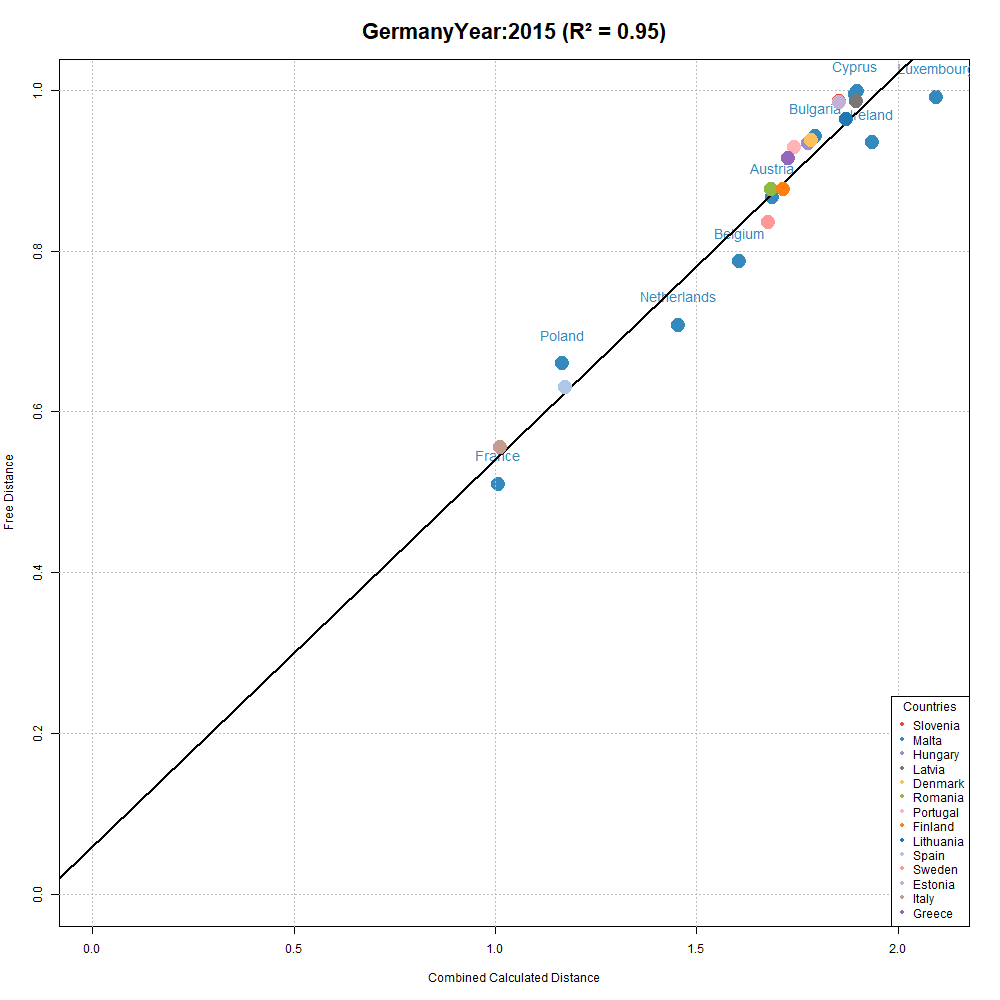 GermanyYear:2015 (R² = 0.95)
Cyprus
Luxembourg
Bulgaria
Ireland
Austria
Belgium
Netherlands
Poland
France
1.0
0.8
0.6
0.4
0.2
0.0
Free Distance
0.0
0.5
1.0
1.5
2.0
Combined Calculated Distance
Countries
Slovenia
Malta
Hungary
Latvia
Denmark
Romania
Portugal
Finland
Lithuania
Spain
Sweden
Estonia
Italy
Greece